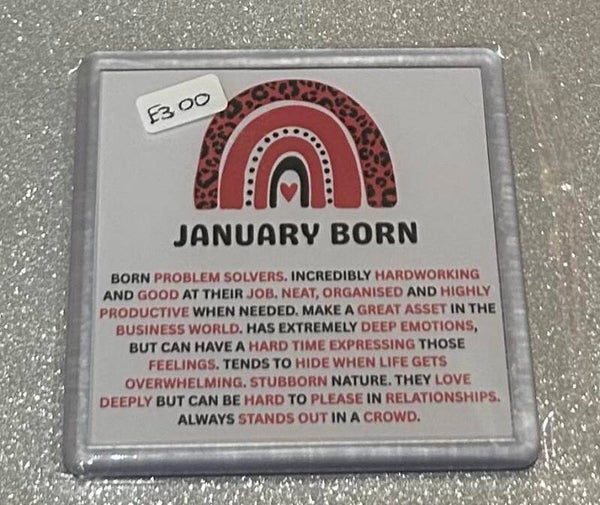 £3.00
JANUARY BORN
BORN PROBLEM SOLVERS. INCREDIBLY HARDWORKING
AND GOOD AT THEIR JOB. NEAT, ORGANISED AND HIGHLY
PRODUCTIVE WHEN NEEDED. MAKE A GREAT ASSET IN THE
BUSINESS WORLD. HAS EXTREMELY DEEP EMOTIONS,
BUT CAN HAVE A HARD TIME EXPRESSING THOSE
FEELINGS. TENDS TO HIDE WHEN LIFE GETS
OVERWHELMING. STUBBORN NATURE. THEY LOVE
DEEPLY BUT CAN BE HARD TO PLEASE IN RELATIONSHIPS.
ALWAYS STANDS OUT IN A CROWD.